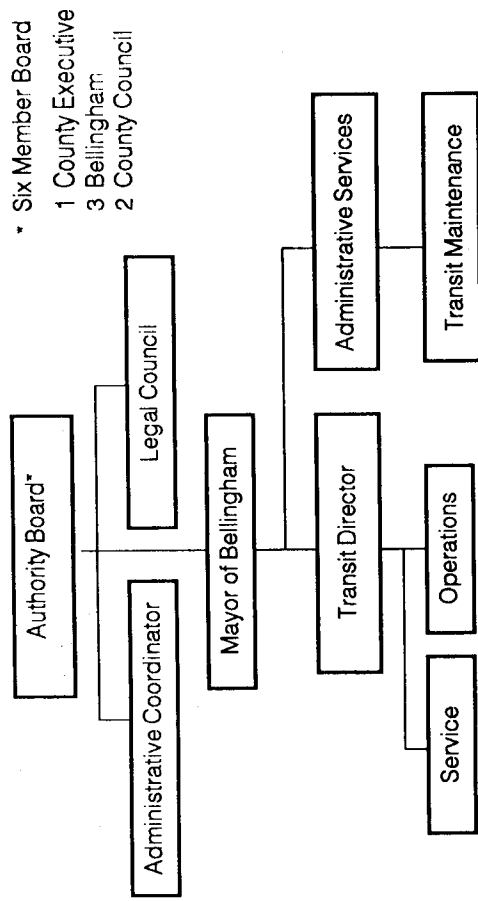 * Six Member Board
1 County Executive
3 Bellingham
2 County Council
Authority Board*
Administrative Coordinator
Legal Council
Mayor of Bellingham
Transit Director
Administrative Services
Service
Operations
Transit Maintenance